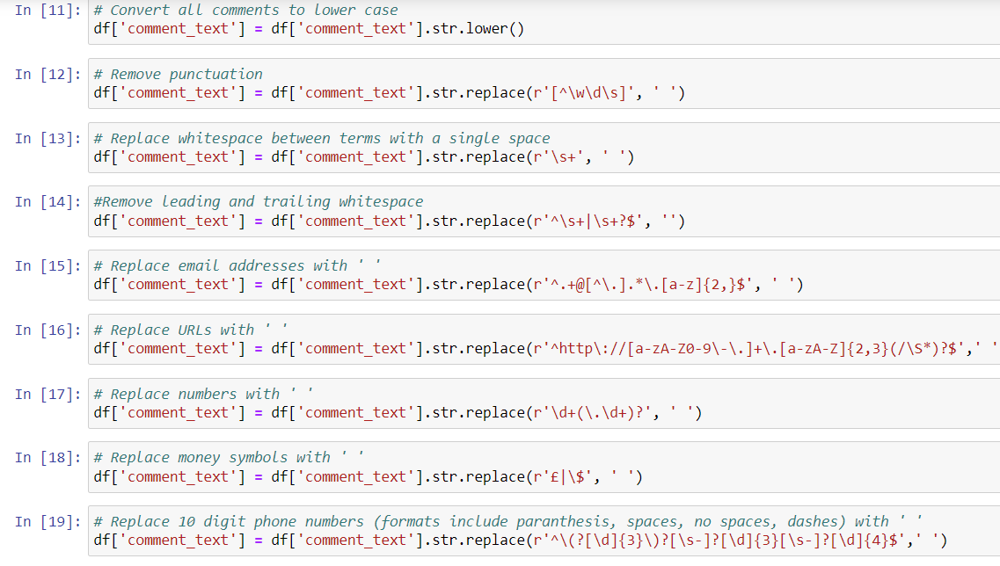 In [11]: # Convert all comments to lower case
df['comment_text'] = df['comment_text'].str.lower()
In [12]: # Remove punctuation
df['comment_text'] = df['comment_text'].str.replace(r'[^\w\d\s]', ' ')
In [13]: # Replace whitespace between terms with a single space
df['comment_text'] = df['comment_text'].str.replace(r'\s+', ' ')
In [14]: #Remove leading and trailing whitespace
df['comment_text'] = df['comment_text'].str.replace(r'^\s+|\s+?$', '')
In [15]: # Replace email addresses with ' '
df['comment_text'] = df['comment_text'].str.replace(r'^.+@[^\.].*\.[a-z]{2,}$', ' ')
In [16]: # Replace URLs with ' '
df['comment_text'] = df['comment_text'].str.replace(r'^http\://[a-zA-Z0-9\-\.]+\.[a-zA-Z]{2,3}(/\S*)?$',' '
In [17]: # Replace numbers with ' '
df['comment_text'] = df['comment_text'].str.replace(r'\d+(\.\d+)?', ' ')
In [18]: # Replace money symbols with ' '
df['comment_text'] = df['comment_text'].str.replace(r'£|\$', ' ')
In [19]: # Replace 10 digit phone numbers (formats include paranthesis, spaces, no spaces, dashes) with ' '
df['comment_text'] = df['comment_text'].str.replace(r'^\(?[\d]{3}\)?[\s-]?[\d]{3}[\s-]?[\d]{4}$',' ')